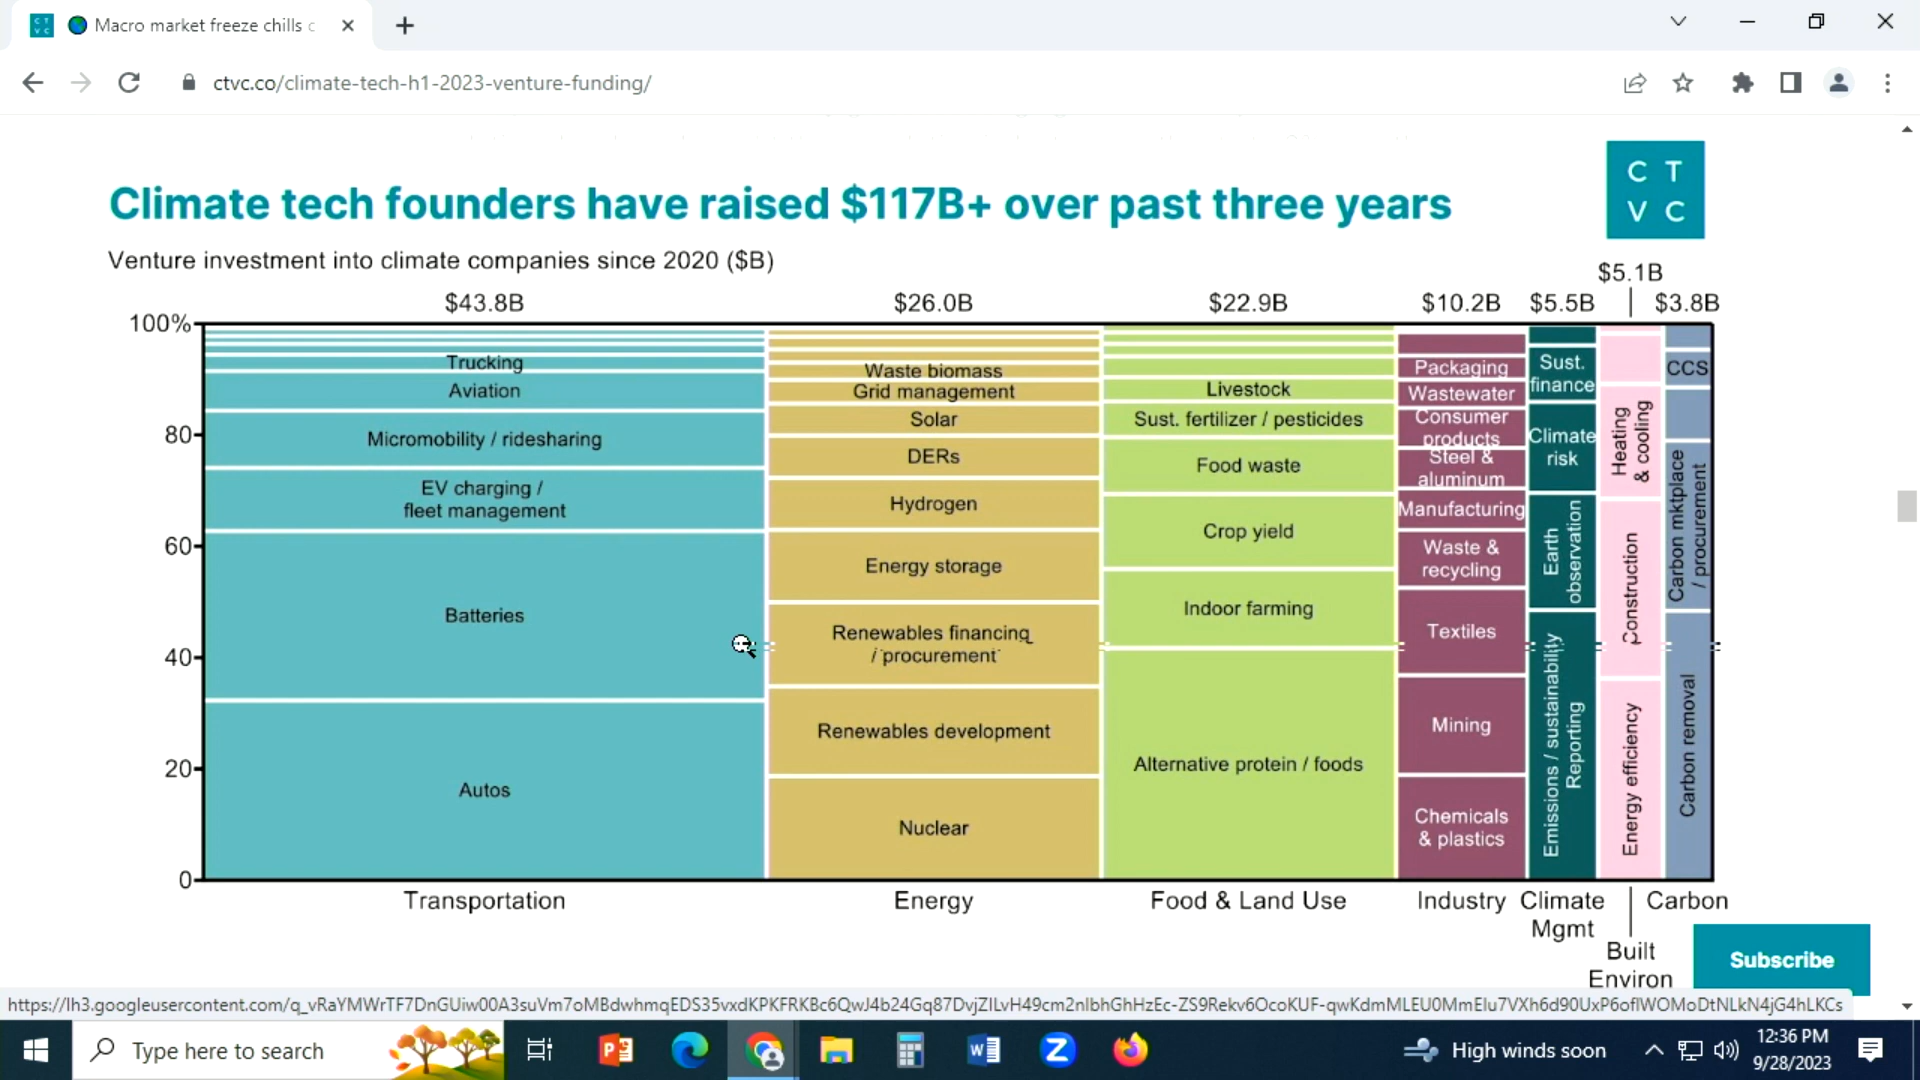 Macro market freeze chills c
ctvc.co/climate-tech-h1-2023-venture-funding/
C T
V C
Climate tech founders have raised $117B+ over past three years
Venture investment into climate companies since 2020 ($B)
$5.1B
$43.8B
$26.0B
$22.9B
$10.2B
$5.5B
$3.8B
100%
80
60
40
20
0
Trucking
Aviation
Micromobility / ridesharing
EV charging /
fleet management
Batteries
Autos
Waste biomass
Grid management
Solar
DERs
Hydrogen
Energy storage
Renewables financing
/ procurement
Renewables development
Nuclear
Livestock
Sust. fertilizer / pesticides
Food waste
Crop yield
Indoor farming
Alternative protein / foods
Packaging
Wastewater
Consumer
products
Steel &
aluminum
Manufacturing
Waste &
recycling
Textiles
Mining
Chemicals
& plastics
Sust.
finance
Climate
risk
Earth
observation
Emissions / sustainability
Reporting
Heating
& cooling
Construction
Energy efficiency
CCS
Carbon mktplace
/ procurement
Carbon removal
Transportation
Energy
Food & Land Use
Industry
Climate
Mgmt
Built
Environ
Carbon
Subscribe
Type here to search
High winds soon
12:36 PM
9/28/2023